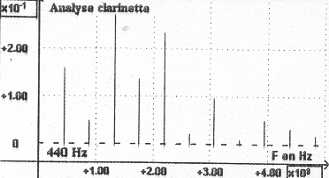 x10⁻¹ Analyse clarinette
+2.00
+1.00
0
440 Hz F en Hz
+1.00 +2.00 +3.00 +4.00 x10³